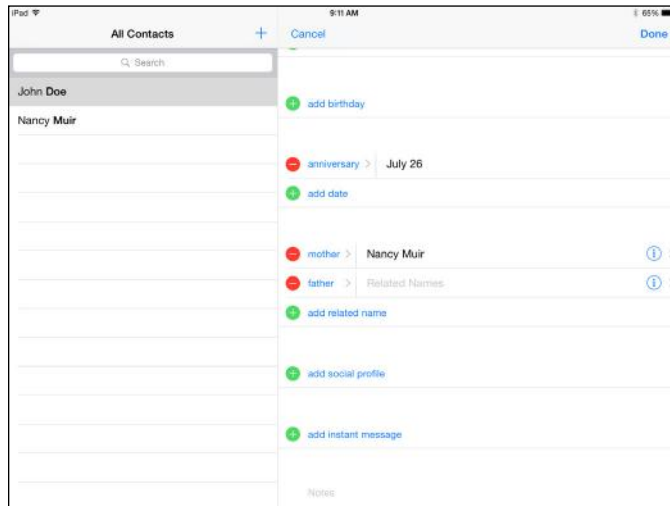 iPad 9:11 AM 65%
All Contacts + Cancel Done
Search
John Doe
Nancy Muir
add birthday
anniversary > July 26
add date
mother > Nancy Muir
father > Related Names
add related name
add social profile
add instant message
Notes